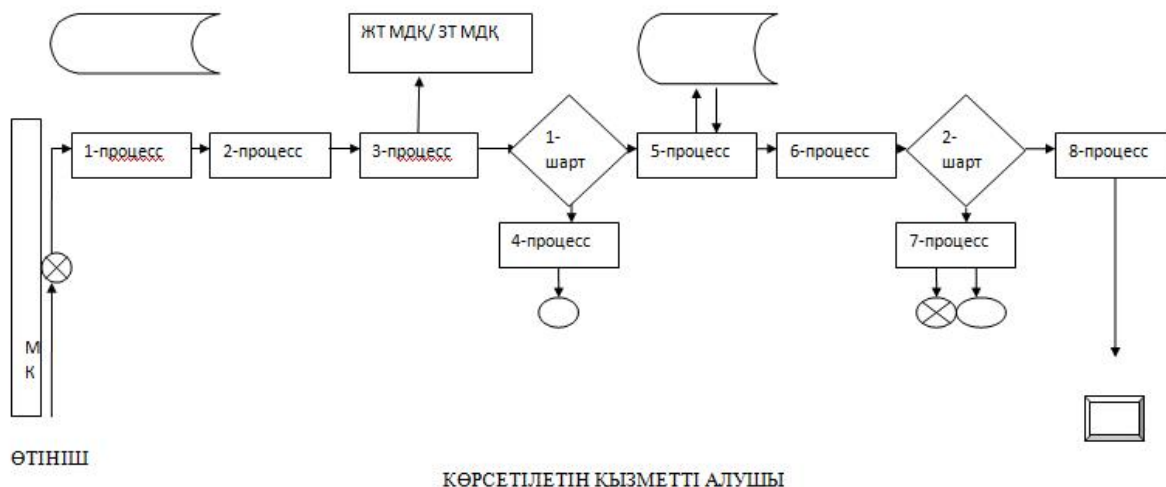 ЖТ МДҚ/ ЗТ МДҚ
1-процесс
2-процесс
3-процесс
1-
шарт
5-процесс
6-процесс
2-
шарт
8-процесс
4-процесс
7-процесс
М
К
ӨТІНІШ
КӨРСЕТІЛЕТІН ҚЫЗМЕТТІ АЛУШЫ